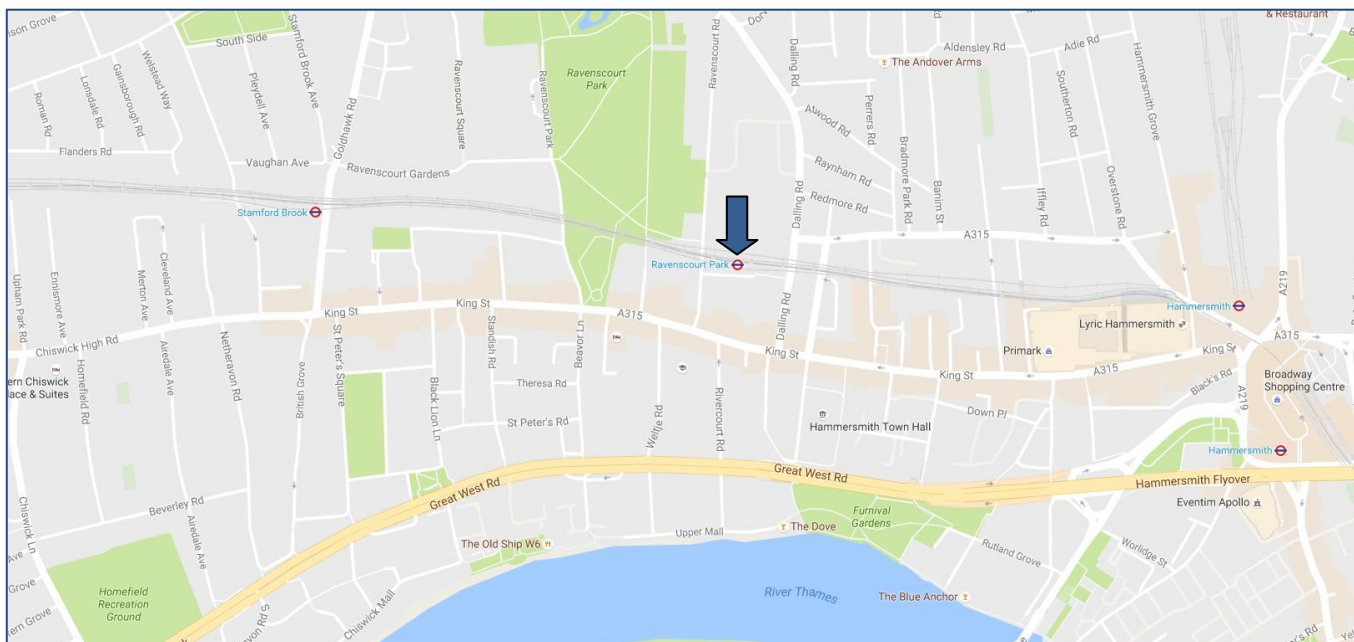 & Restaurant
South Side
Stamford Brook Ave
Welstead Way
Gainsborough Rd
Lonsdale Rd
Roman Rd
Pleydell Ave
Flanders Rd
Vaughan Ave
Goldhawk Rd
Ravenscourt Square
Ravenscourt Gardens
Ravenscourt Park
Ravenscourt
Park
Ravenscourt Rd
Dalling Rd
Aldensley Rd
The Andover Arms
Adie Rd
Southerton Rd
Hammersmith Grove
Atwood Rd
Perrers Rd
Bradmore Park Rd
Banim St
Raynham Rd
Redmore Rd
Dalling Rd
Iffley Rd
Overstone Rd
A315
A219
Stamford Brook
Ravenscourt Park
Hammersmith
Upham Park Rd
Ennismore Ave
Merton Ave
Cleveland Ave
King St
King St
A315
Dalling Rd
Lyric Hammersmith
Primark
King St
A315
A315
Chiswick High Rd
Netheravon Rd
Airedale Ave
Homefield Rd
British Grove
St Peter's Square
Black Lion Ln
Standish Rd
Beavor Ln
Theresa Rd
St Peter's Rd
Weltje Rd
Rivercourt Rd
King St
King St
Down Pl
Black's Rd
A219
Broadway
Shopping Centre
Hammersmith Town Hall
Hammersmith
ern Chiswick
lace & Suites
Great West Rd
Great West Rd
Hammersmith Flyover
Eventim Apollo
Beverley Rd
Airedale Ave
Chiswick Ln
Homefield
Recreation
Ground
Chiswick Mall
The Old Ship W6
Upper Mall
The Dove
Furnival
Gardens
Rutland Grove
Worlidge St
River Thames
The Blue Anchor